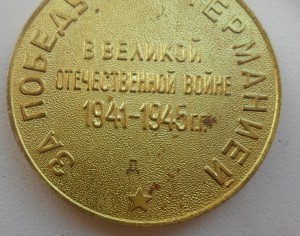 ЗА ПОБЕДУ
ГЕРМАНИЕЙ
В ВЕЛИКОЙ
ОТЕЧЕСТВЕННОЙ ВОЙНЕ
1941-1945 гг.
Д